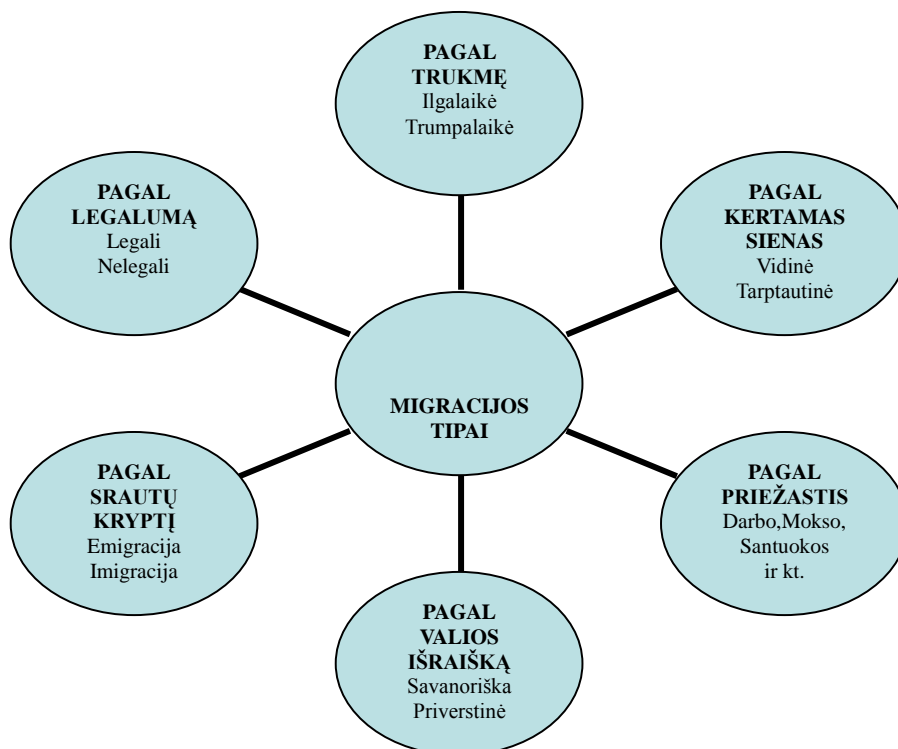 PAGAL
TRUKMĘ
Ilgalaikė
Trumpalaikė
PAGAL
LEGALUMĄ
Legali
Nelegali
PAGAL
KERTAMAS
SIENAS
Vidinė
Tarptautinė
MIGRACIJOS
TIPAI
PAGAL
SRAUTŲ
KRYPTĮ
Emigracija
Imigracija
PAGAL
PRIEŽASTIS
Darbo,Mokso,
Santuokos
ir kt.
PAGAL
VALIOS
IŠRAIŠKĄ
Savanoriška
Priverstinė